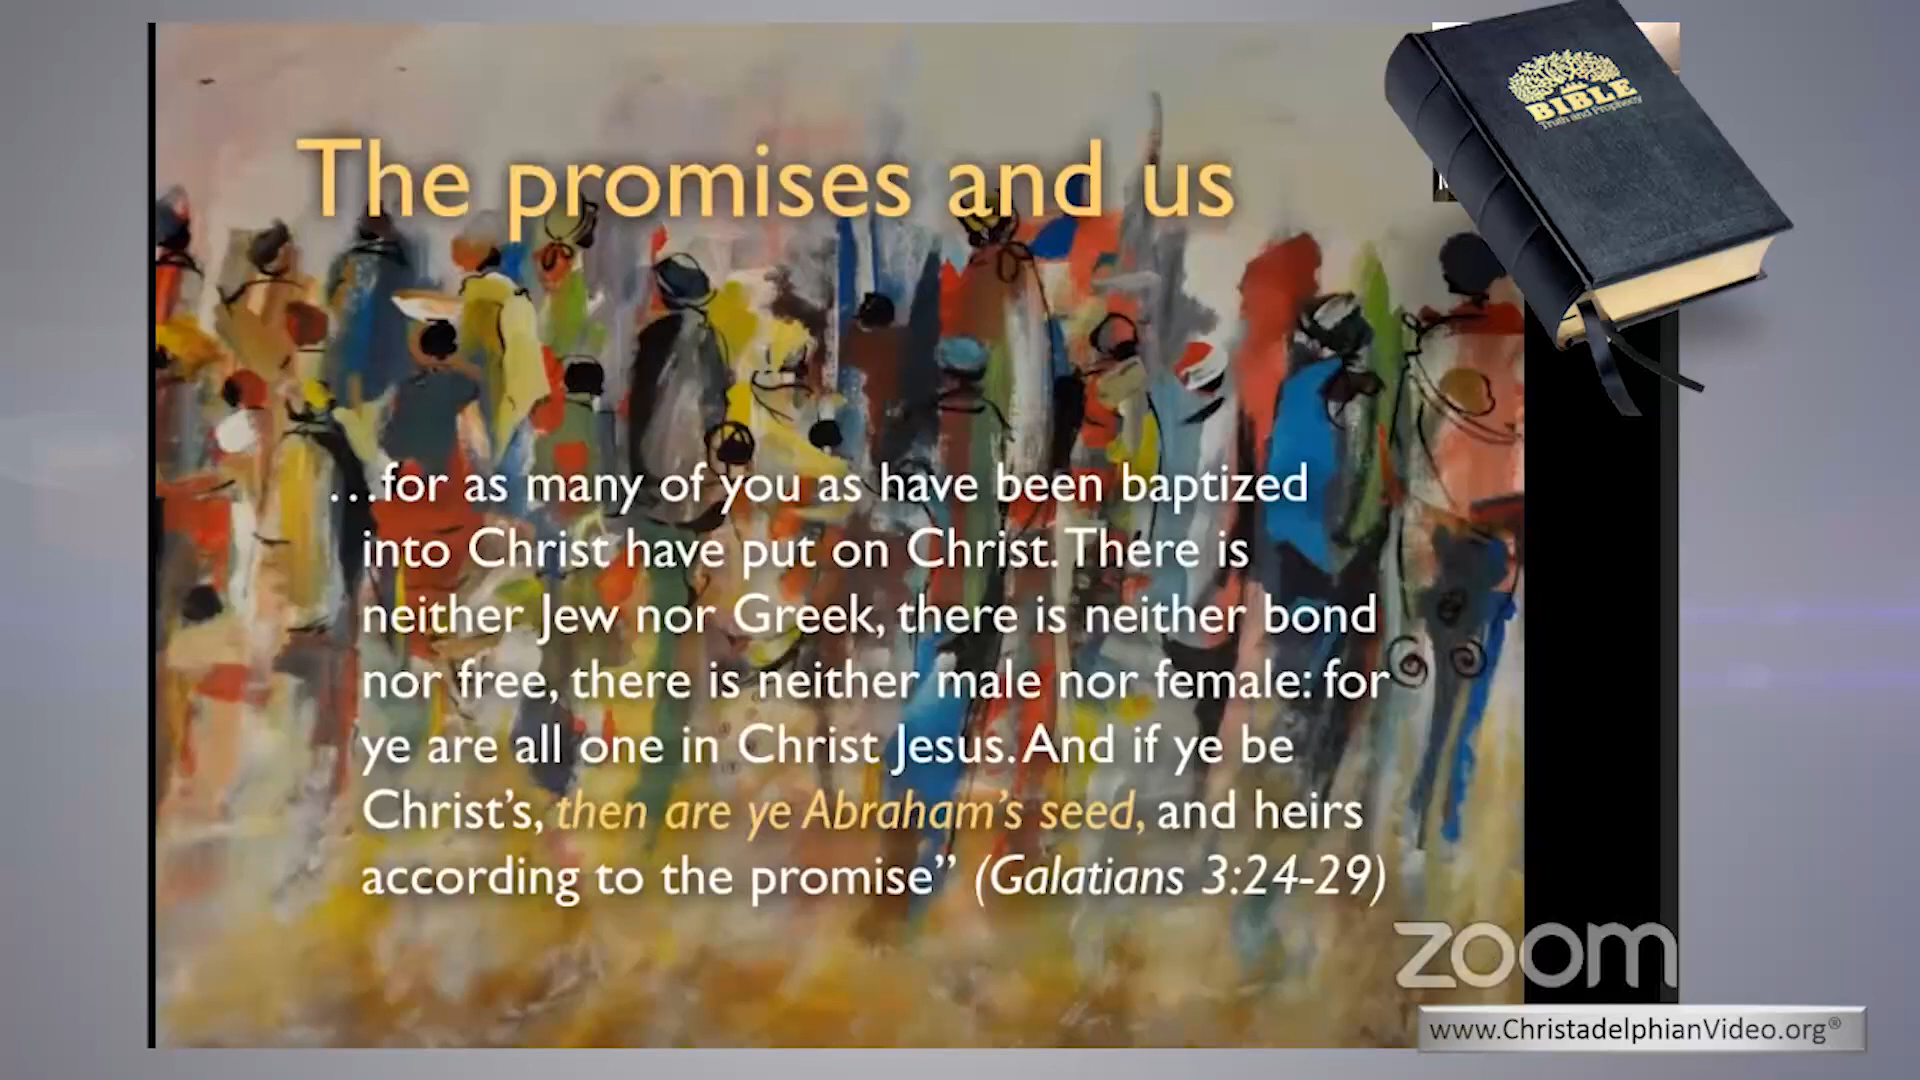 BIBLE
Truth and Prophecy
The promises and us
…for as many of you as have been baptized
into Christ have put on Christ. There is
neither Jew nor Greek, there is neither bond
nor free, there is neither male nor female: for
ye are all one in Christ Jesus. And if ye be
Christ’s, then are ye Abraham’s seed, and heirs
according to the promise” (Galatians 3:24-29)
zoom
www.ChristadelphianVideo.org®